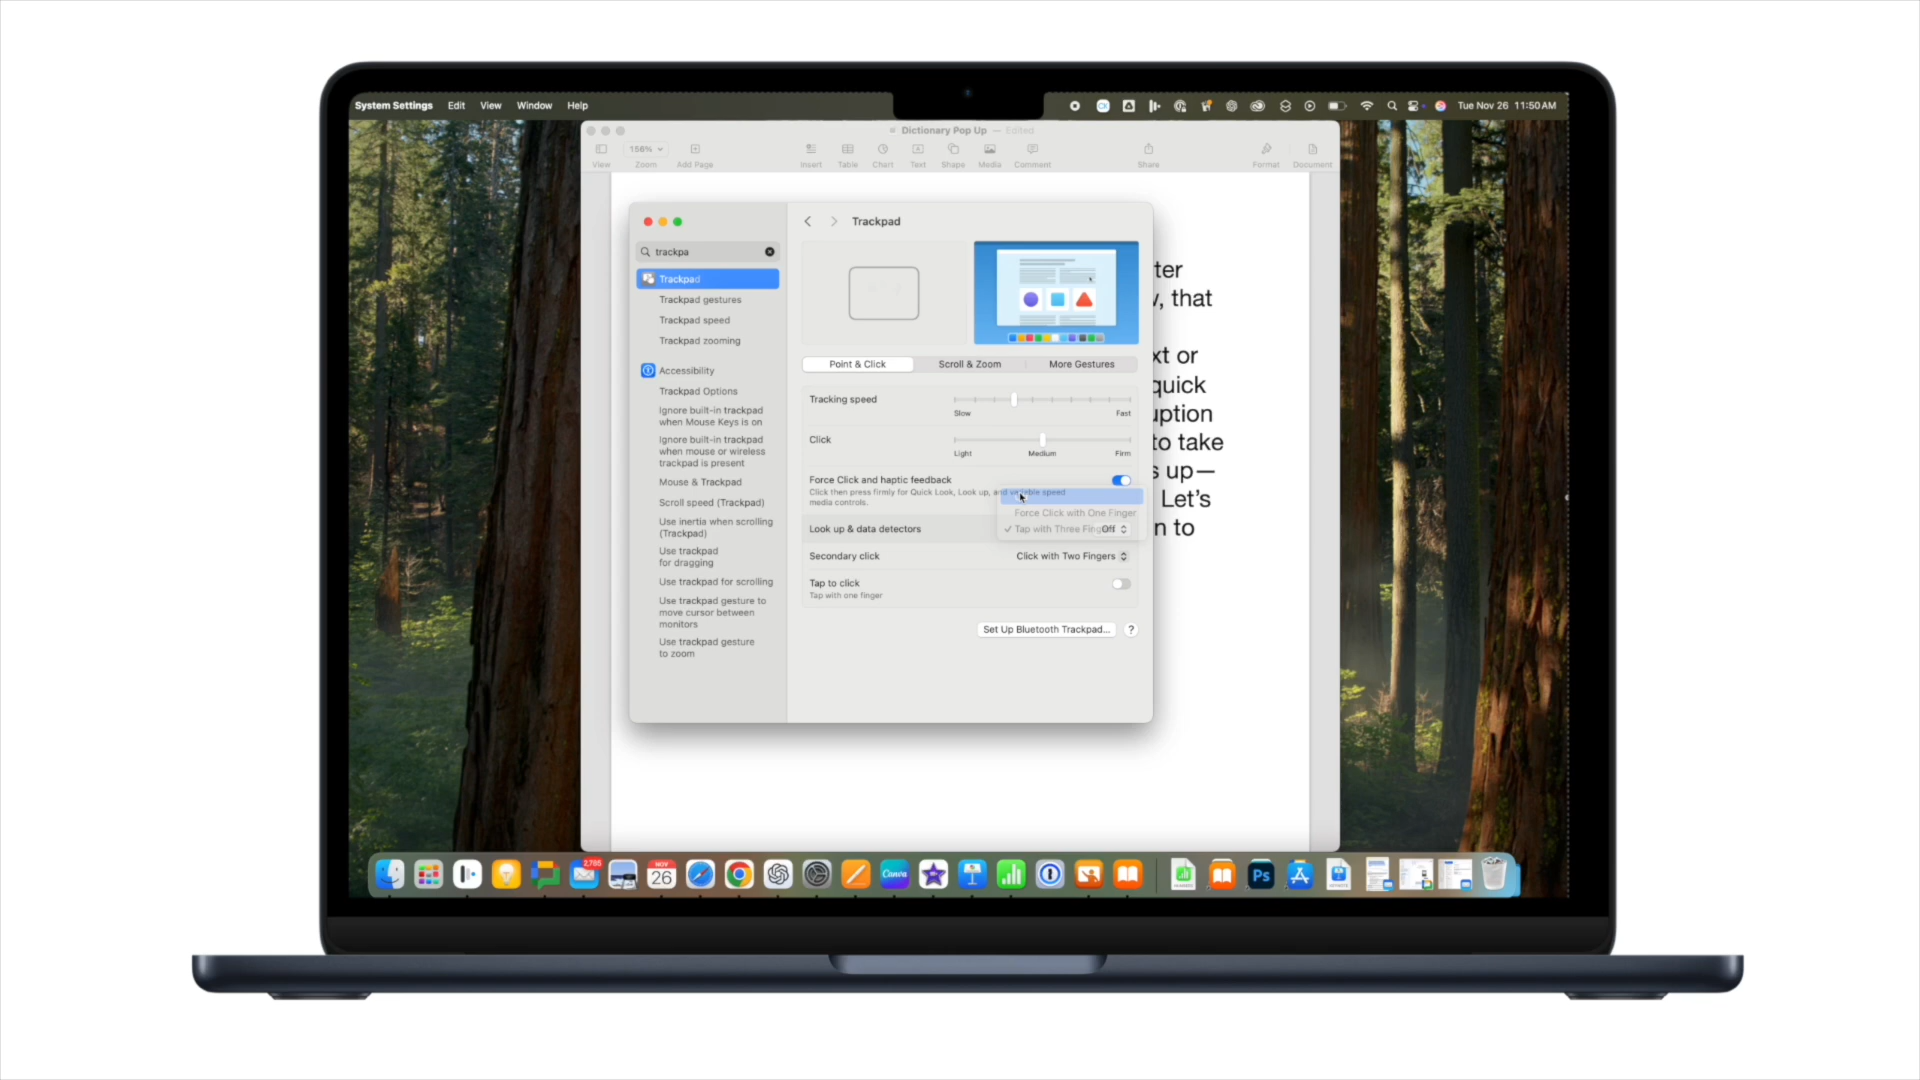 System Settings Edit View Window Help
Tue Nov 26 11:50 AM
Dictionary Pop Up — Edited
156%
View Zoom Add Page Insert Table Chart Text Shape Media Comment Share Format Document
ter
that
xt or
quick
uption
to take
s up—
Let's
n to
trackpa
Trackpad
Trackpad gestures
Trackpad speed
Trackpad zooming
Accessibility
Trackpad Options
Ignore built-in trackpad
when Mouse Keys is on
Ignore built-in trackpad
when mouse or wireless
trackpad is present
Mouse & Trackpad
Scroll speed (Trackpad)
Use inertia when scrolling
(Trackpad)
Use trackpad
for dragging
Use trackpad for scrolling
Use trackpad gesture to
move cursor between
monitors
Use trackpad gesture
to zoom
Trackpad
Point & Click Scroll & Zoom More Gestures
Tracking speed
Slow Fast
Click
Light Medium Firm
Force Click and haptic feedback
Click then press firmly for Quick Look, Look up, and variable speed
media controls.
Force Click with One Finger
Look up & data detectors ✓ Tap with Three Off
Secondary click Click with Two Fingers
Tap to click
Tap with one finger
Set Up Bluetooth Trackpad... ?
2,785
NOV
26
Canva
Ps